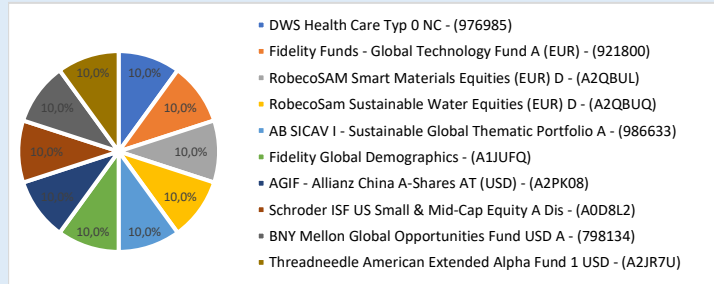 DWS Health Care Typ 0 NC - (976985)
Fidelity Funds - Global Technology Fund A (EUR) - (921800)
RobecoSAM Smart Materials Equities (EUR) D - (A2QBUL)
RobecoSam Sustainable Water Equities (EUR) D - (A2QBUQ)
AB SICAV I - Sustainable Global Thematic Portfolio A - (986633)
Fidelity Global Demographics - (A1JUFQ)
AGIF - Allianz China A-Shares AT (USD) - (A2PK08)
Schroder ISF US Small & Mid-Cap Equity A Dis - (A0D8L2)
BNY Mellon Global Opportunities Fund USD A - (798134)
Threadneedle American Extended Alpha Fund 1 USD - (A2JR7U)
10,0%
10,0%
10,0%
10,0%
10,0%
10,0%
10,0%
10,0%
10,0%
10,0%